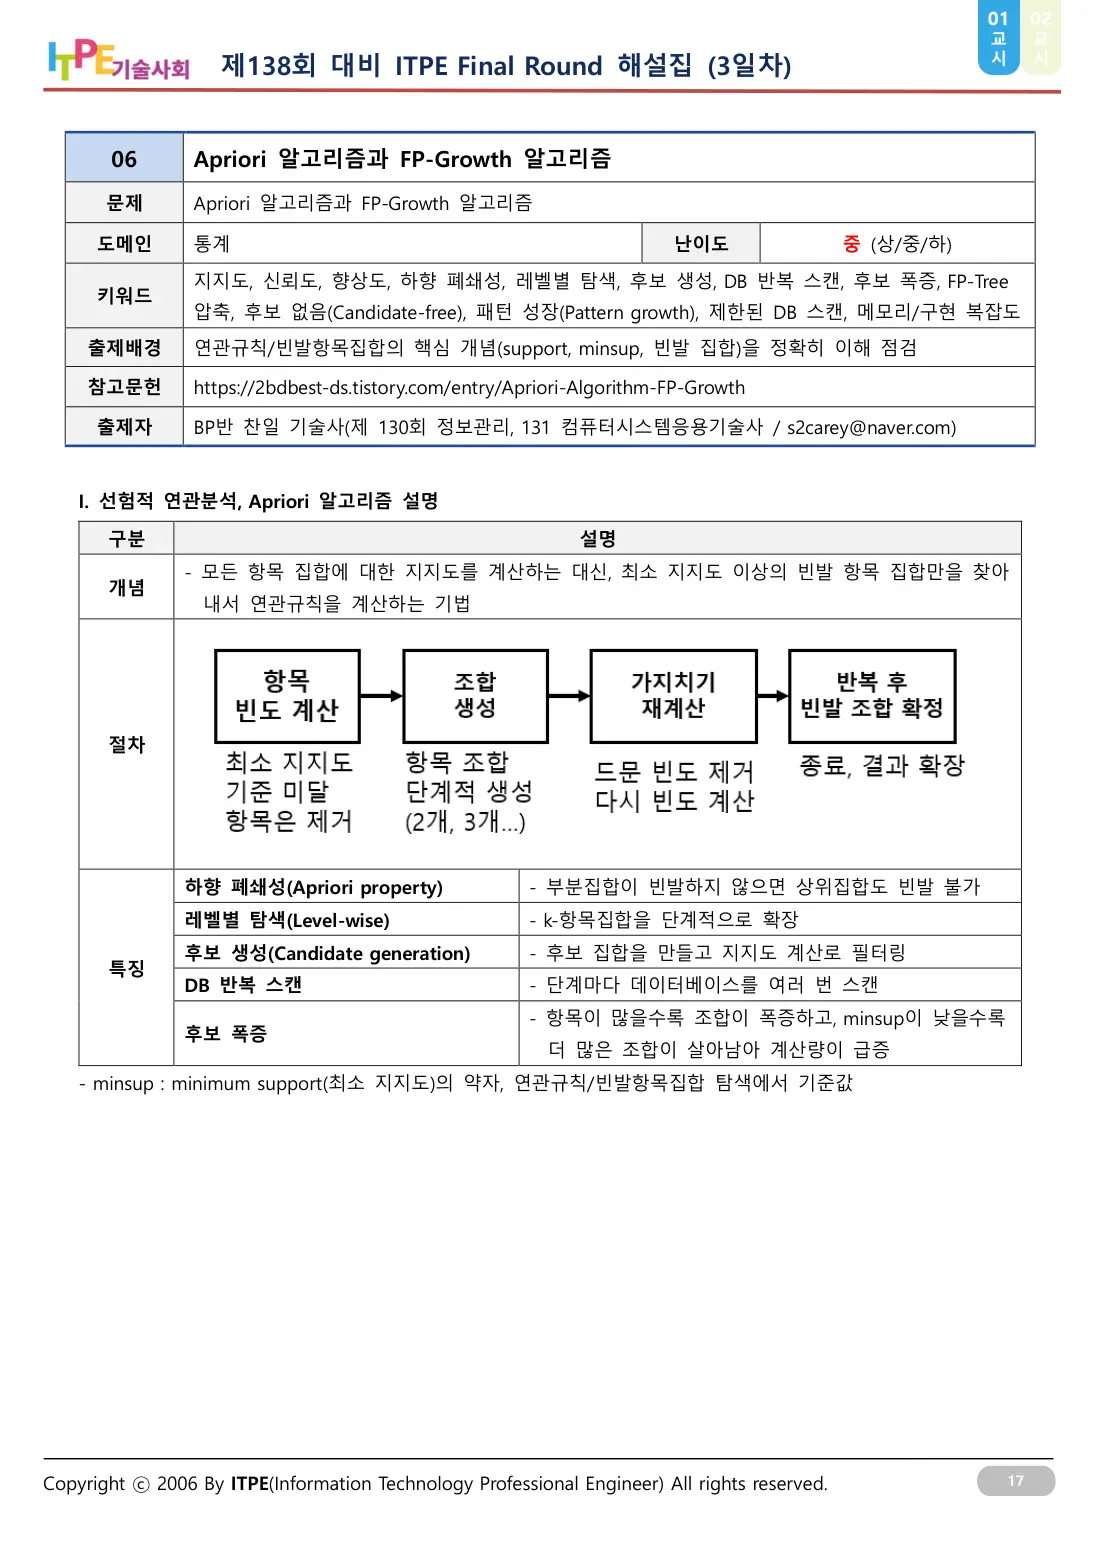 01
교
시
02
교
시
ITPE기술사회 제138회 대비 ITPE Final Round 해설집 (3일차)
06 Apriori 알고리즘과 FP-Growth 알고리즘
문제 Apriori 알고리즘과 FP-Growth 알고리즘
도메인 통계 난이도 중 (상/중/하)
키워드 지지도, 신뢰도, 향상도, 하향 폐쇄성, 레벨별 탐색, 후보 생성, DB 반복 스캔, 후보 폭증, FP-Tree
압축, 후보 없음(Candidate-free), 패턴 성장(Pattern growth), 제한된 DB 스캔, 메모리/구현 복잡도
출제배경 연관규칙/빈발항목집합의 핵심 개념(support, minsup, 빈발 집합)을 정확히 이해 점검
참고문헌 https://2bdbest-ds.tistory.com/entry/Apriori-Algorithm-FP-Growth
출제자 BP반 찬일 기술사(제 130회 정보관리, 131 컴퓨터시스템응용기술사 / s2carey@naver.com)
I. 선험적 연관분석, Apriori 알고리즘 설명
구분 설명
개념 - 모든 항목 집합에 대한 지지도를 계산하는 대신, 최소 지지도 이상의 빈발 항목 집합만을 찾아
내서 연관규칙을 계산하는 기법
절차
항목
빈도 계산
최소 지지도
기준 미달
항목은 제거
조합
생성
항목 조합
단계적 생성
(2개, 3개...)
가지치기
재계산
드문 빈도 제거
다시 빈도 계산
반복 후
빈발 조합 확정
종료, 결과 확장
특징
하향 폐쇄성(Apriori property) - 부분집합이 빈발하지 않으면 상위집합도 빈발 불가
레벨별 탐색(Level-wise) - k-항목집합을 단계적으로 확장
후보 생성(Candidate generation) - 후보 집합을 만들고 지지도 계산로 필터링
DB 반복 스캔 - 단계마다 데이터베이스를 여러 번 스캔
후보 폭증 - 항목이 많을수록 조합이 폭증하고, minsup이 낮을수록
더 많은 조합이 살아남아 계산량이 급증
- minsup : minimum support(최소 지지도)의 약자, 연관규칙/빈발항목집합 탐색에서 기준값
Copyright ⓒ 2006 By ITPE(Information Technology Professional Engineer) All rights reserved.
17